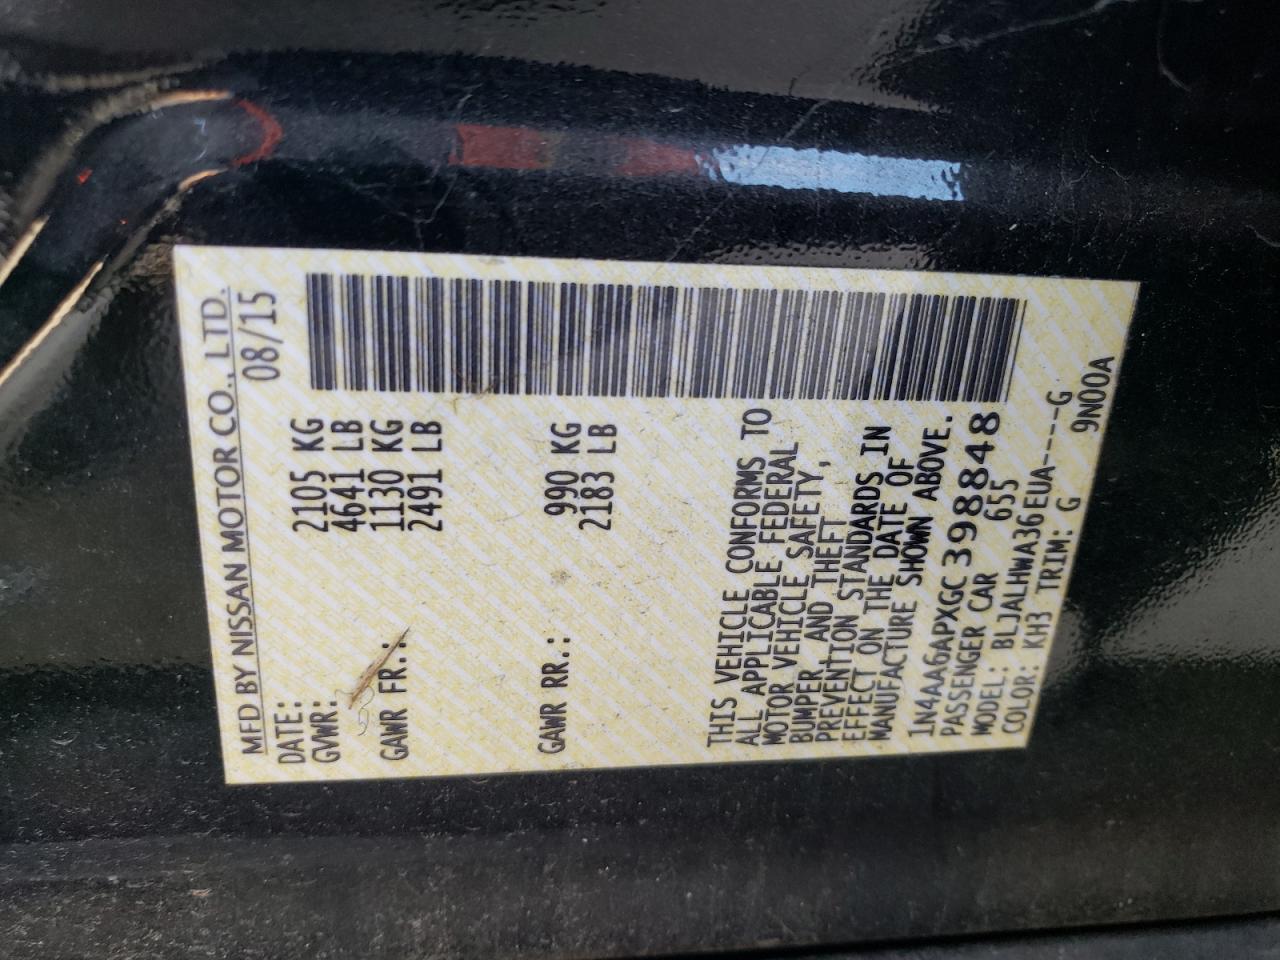 MFD BY NISSAN MOTOR CO., LTD.
DATE: 08/15
GVWR: 2105 KG
4641 LB
GAWR FR.: 1130 KG
2491 LB
GAWR RR.: 990 KG
2183 LB
THIS VEHICLE CONFORMS TO
ALL APPLICABLE FEDERAL
MOTOR VEHICLE SAFETY,
BUMPER AND THEFT
PREVENTION STANDARDS IN
EFFECT ON THE DATE OF
MANUFACTURE SHOWN ABOVE.
1N4AA6APXGC398848
PASSENGER CAR 655
MODEL: BLJALHWA36EUA----G
COLOR: KH3 TRIM: G 9N00A